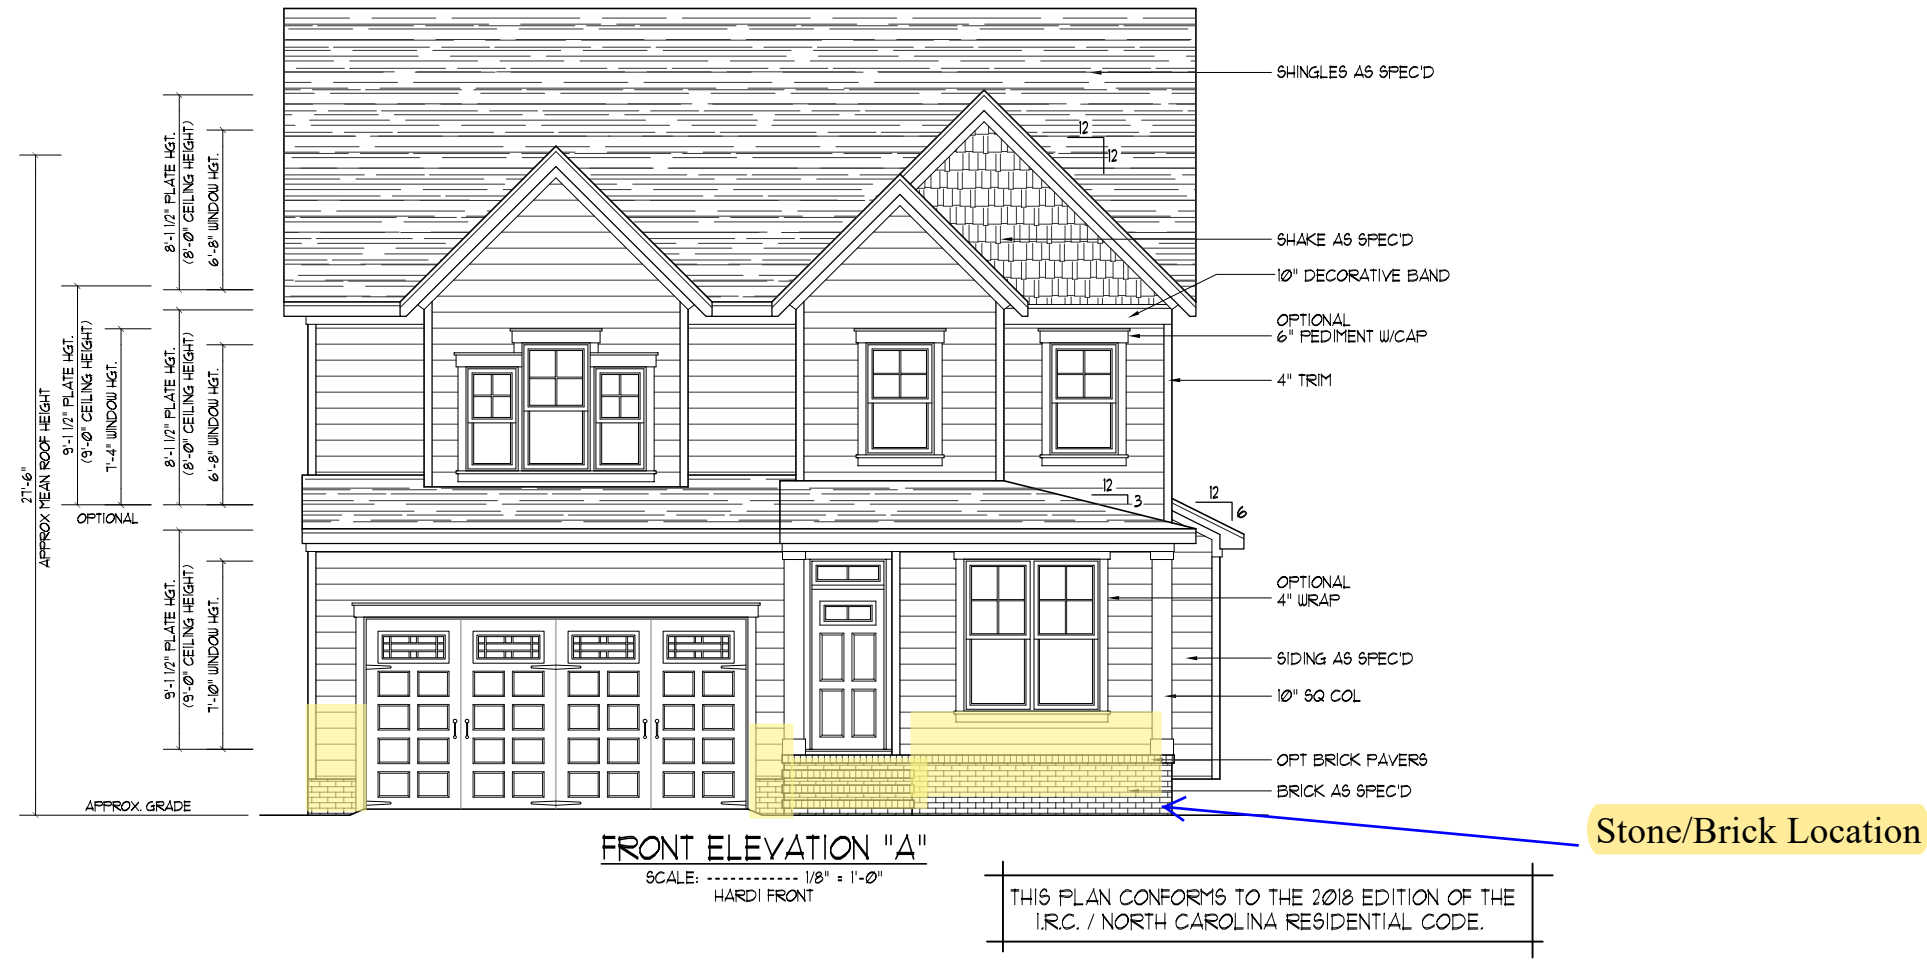 SHINGLES AS SPEC'D
12
12
SHAKE AS SPEC'D
10" DECORATIVE BAND
OPTIONAL
6" PEDIMENT W/CAP
4" TRIM
12
3
12
6
OPTIONAL
4" WRAP
SIDING AS SPEC'D
10" SQ COL
OPT BRICK PAVERS
BRICK AS SPEC'D
Stone/Brick Location
8'-1 1/2" PLATE HGT.
(8'-0" CEILING HEIGHT)
6'-8" WINDOW HGT.
9'-1 1/2" PLATE HGT.
(9'-0" CEILING HEIGHT)
7'-4" WINDOW HGT.
OPTIONAL
8'-1 1/2" PLATE HGT.
(8'-0" CEILING HEIGHT)
6'-8" WINDOW HGT.
27'-6"
APPROX MEAN ROOF HEIGHT
9'-1 1/2" PLATE HGT.
(9'-0" CEILING HEIGHT)
7'-10" WINDOW HGT.
APPROX. GRADE
FRONT ELEVATION "A"
SCALE: ------------ 1/8" = 1'-0"
HARDI FRONT
THIS PLAN CONFORMS TO THE 2018 EDITION OF THE
I.R.C. / NORTH CAROLINA RESIDENTIAL CODE.